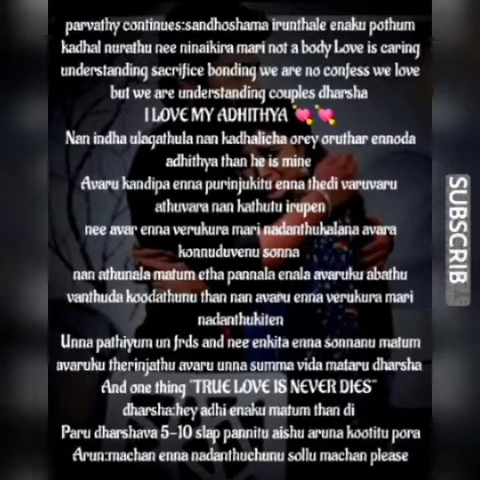 parvathy continues:sandhoshama irunthale enaku pothum
kadhal nurathu nee ninaikira mari not a body Love is caring
understanding sacrifice bonding we are no confess we love
but we are understanding couples dharsha
I LOVE MY ADHITHYA 💘 💘
Nan indha ulagathula nan kadhalicha orey oruthar ennoda
adhithya than he is mine
Avaru kandipa enna purinjukitu enna thedi varuvaru
athuvara nan kathutu irupen
nee avar enna verukura mari nadanthukalana avara
konnuduvenu sonna
nan athunala matum etha pannala enala avaruku abathu
vanthuda koodathunu than nan avaru enna verukura mari
nadanthukiten
Unna pathiyum un frds and nee enkita enna sonnanu matum
avaruku therinjathu avaru unna summa vida mataru dharsha
And one thing "TRUE LOVE IS NEVER DIES"
dharsha:hey adhi enaku matum than di
Paru dharshava 5-10 slap pannitu aishu aruna kootitu pora
Arun:machan enna nadanthuchunu sollu machan please
SUBSCRIB